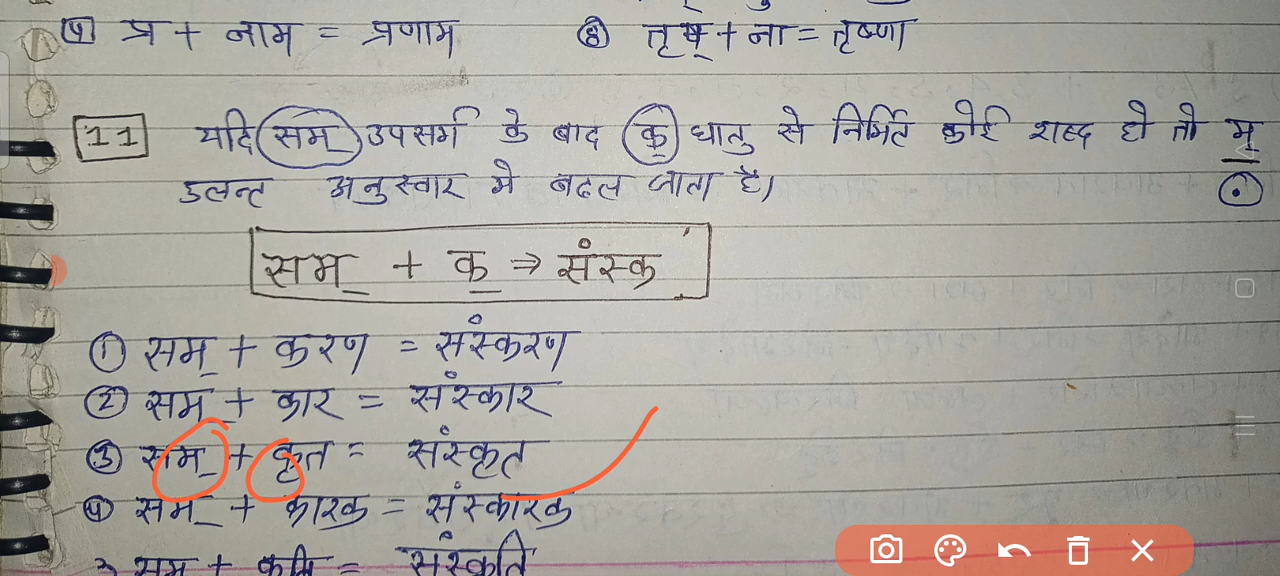 ५ प्र + नाम = प्रणाम ⑧ तृष् + ना = तृष्णा
11 यदि सम् उपसर्ग के बाद कृ धातु से निर्मित कोई शब्द हो तो म्
हलन्त अनुस्वार मे बदल जाता है।
सम् + कृ ⇒ संस्कृ
① सम् + करण = संस्करण
② सम् + कार = संस्कार
③ सम् + कृत = संस्कृत
④ सम् + कारक = संस्कारक
सम् + कृति = संस्कृति